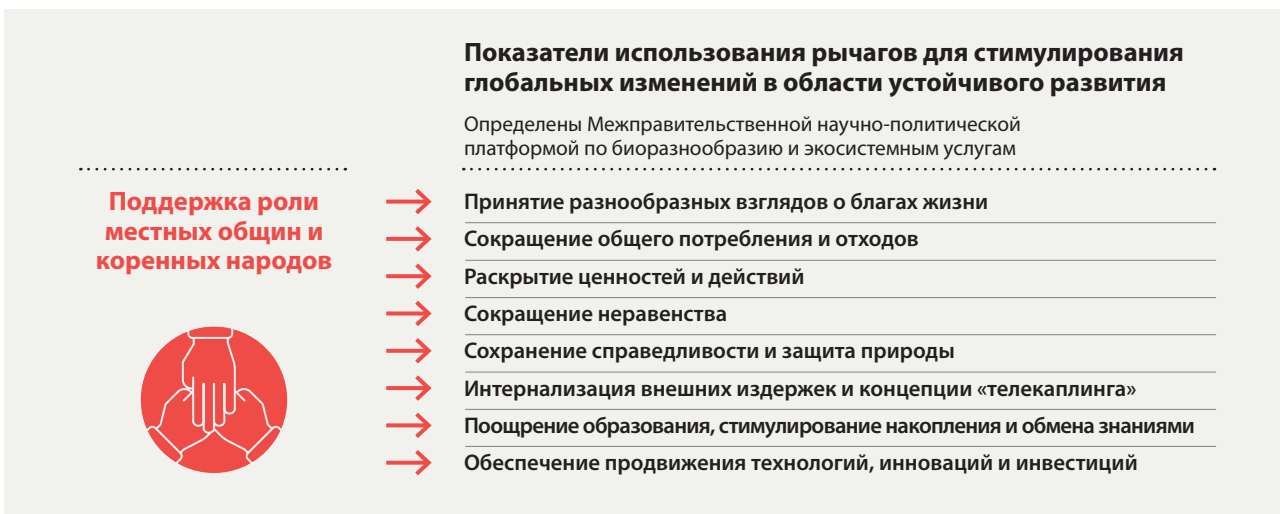 Показатели использования рычагов для стимулирования
глобальных изменений в области устойчивого развития
Определены Межправительственной научно-политической
платформой по биоразнообразию и экосистемным услугам
Поддержка роли
местных общин и
коренных народов
Принятие разнообразных взглядов о благах жизни
Сокращение общего потребления и отходов
Раскрытие ценностей и действий
Сокращение неравенства
Сохранение справедливости и защита природы
Интернализация внешних издержек и концепции «телекаплинга»
Поощрение образования, стимулирование накопления и обмена знаниями
Обеспечение продвижения технологий, инноваций и инвестиций